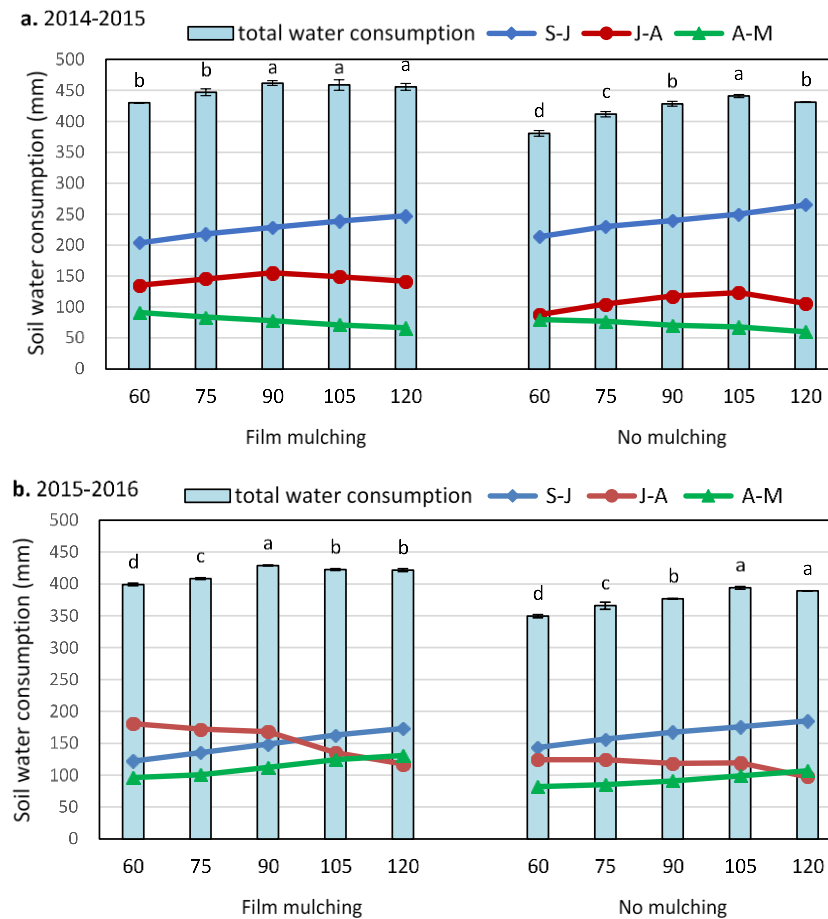 a. 2014-2015
total water consumption S-J J-A A-M
Soil water consumption (mm)
500
450
400
350
300
250
200
150
100
50
0
b b a a a d c b a b
60 75 90 105 120 60 75 90 105 120
Film mulching No mulching
b. 2015-2016
total water consumption S-J J-A A-M
Soil water consumption (mm)
500
450
400
350
300
250
200
150
100
50
0
d c a b b d c b a a
60 75 90 105 120 60 75 90 105 120
Film mulching No mulching